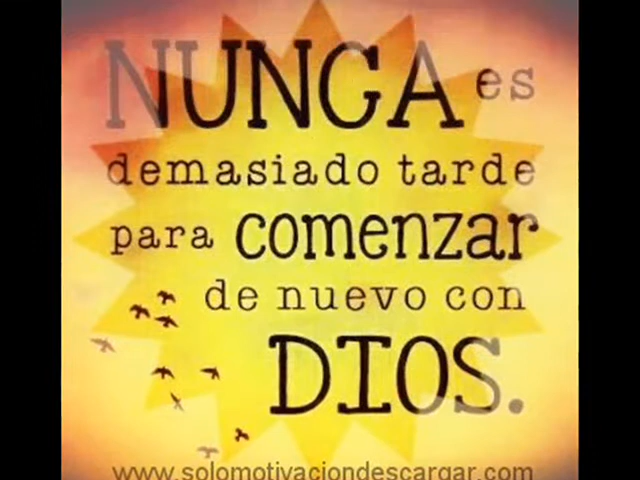 NUNCA es
demasiado tarde
para comenzar
de nuevo con
DIOS.
www.solomotivaciondescargar.com